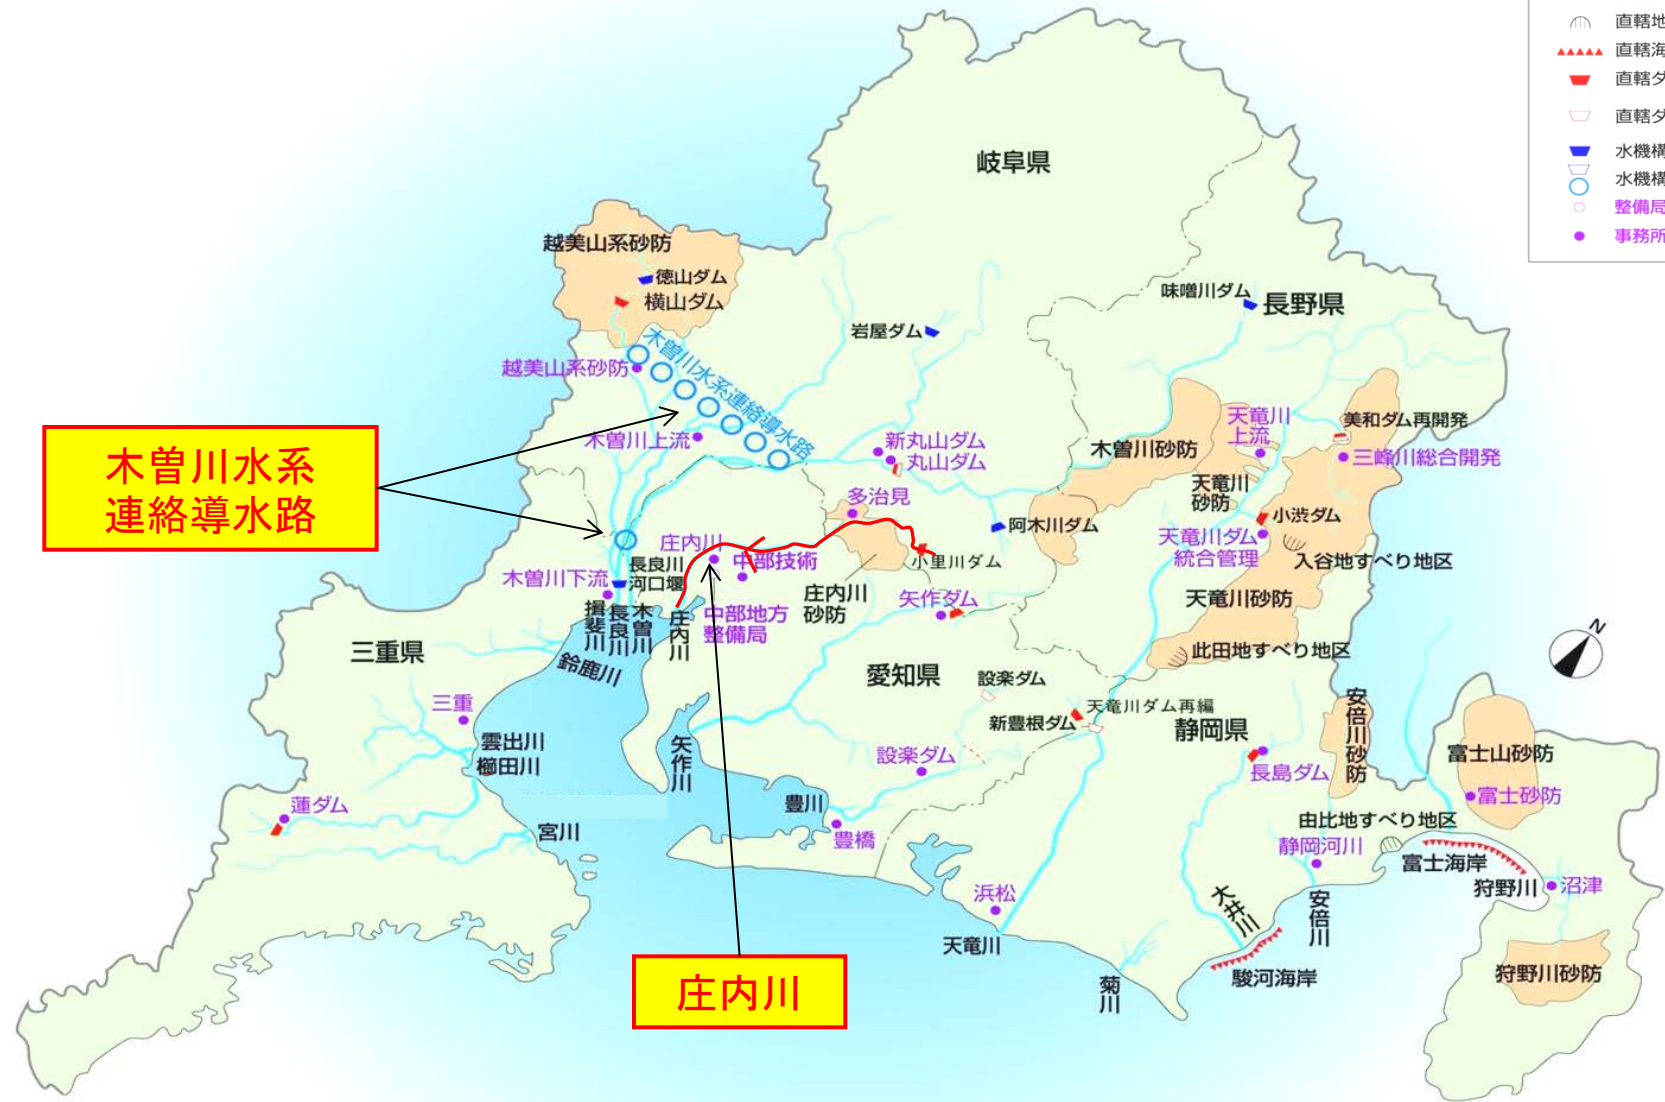 直轄地
直轄海
直轄ダ
直轄ダ
水機構
水機構
整備局
事務所
岐阜県
越美山系砂防
徳山ダム
横山ダム
味噌川ダム
長野県
岩屋ダム
木曽川水系連絡導水路
越美山系砂防
木曽川上流
新丸山ダム
丸山ダム
木曽川砂防
天竜川
上流
美和ダム再開発
三峰川総合開発
木曽川水系
連絡導水路
天竜川
砂防
多治見
阿木川ダム
小渋ダム
天竜川ダム
統合管理
入谷地すべり地区
庄内川
中部技術
小里川ダム
長良川
河口堰
木曽川下流
庄内川
砂防
矢作ダム
天竜川砂防
揖斐川
長良川
木曽川
庄内川
中部地方
整備局
三重県
鈴鹿川
愛知県
設楽ダム
此田地すべり地区
N
三重
雲出川
櫛田川
矢作川
新豊根ダム
天竜川ダム再編
静岡県
安倍川砂防
富士山砂防
設楽ダム
長島ダム
富士砂防
蓮ダム
宮川
豊川
豊橋
由比地すべり地区
静岡河川
富士海岸
狩野川
沼津
浜松
天竜川
大井川
安倍川
庄内川
菊川
駿河海岸
狩野川砂防